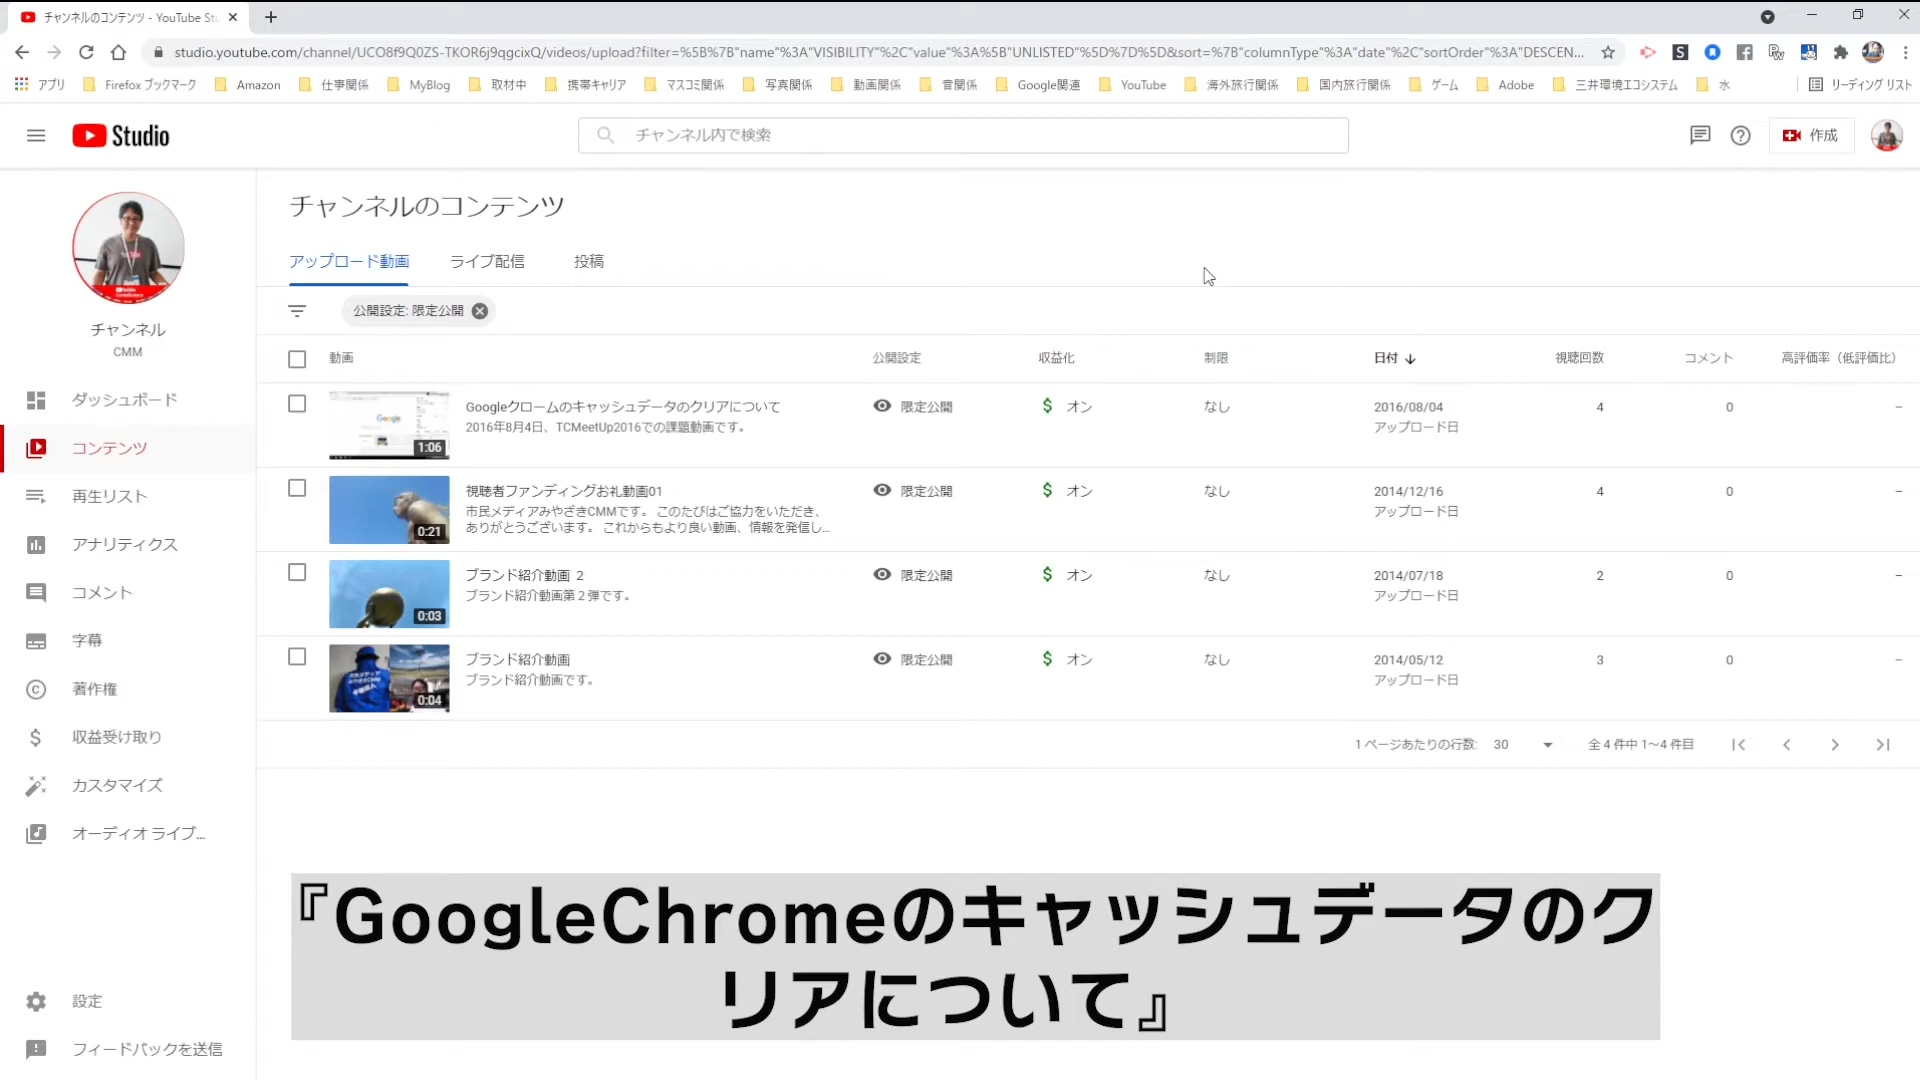 チャンネルのコンテンツ - YouTube St
studio.youtube.com/channel/UCO8f9Q0ZS-TKOR6j9qgcixQ/videos/upload?filter=%5B%7B"name"%3A"VISIBILITY"%2C"value"%3A%5B"UNLISTED"%5D%7D%5D&sort=%7B"columnType"%3A"date"%2C"sortOrder"%3A"DESCEN...
アプリ Firefox ブックマーク Amazon 仕事関係 MyBlog 取材中 携帯キャリア マスコミ関係 写真関係 動画関係 音関係 Google関連 YouTube 海外旅行関係 国内旅行関係 ゲーム Adobe 三井環境エコシステム 水 リーディング リスト
Studio
チャンネル内で検索
作成
チャンネル
CMM
ダッシュボード
コンテンツ
再生リスト
アナリティクス
コメント
字幕
著作権
収益受け取り
カスタマイズ
オーディオ ライブ...
設定
フィードバックを送信
チャンネルのコンテンツ
アップロード動画 ライブ配信 投稿
公開設定: 限定公開
動画 公開設定 収益化 制限 日付 視聴回数 コメント 高評価率（低評価比）
Google
1:06
Googleクロームのキャッシュデータのクリアについて
2016年8月4日、TCMeetUp2016での課題動画です。
限定公開 オン なし 2016/08/04 4 0 –
アップロード日
0:21
視聴者ファンディングお礼動画01
市民メディアみやざきCMMです。 このたびはご協力をいただき、
ありがとうございます。 これからもより良い動画、情報を発信し...
限定公開 オン なし 2014/12/16 4 0 –
アップロード日
0:03
ブランド紹介動画 2
ブランド紹介動画第２弾です。
限定公開 オン なし 2014/07/18 2 0 –
アップロード日
0:04
ブランド紹介動画
ブランド紹介動画です。
限定公開 オン なし 2014/05/12 3 0 –
アップロード日
1 ページあたりの行数: 30 全 4 件中 1～4 件目
『GoogleChromeのキャッシュデータのク
リアについて』